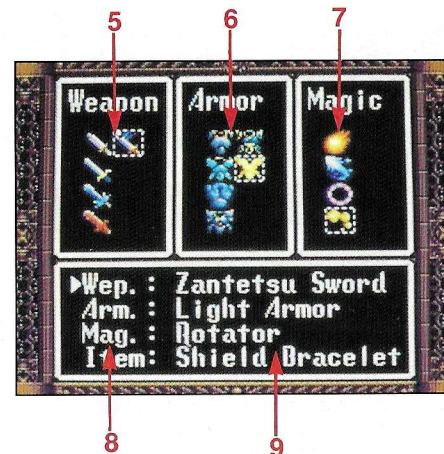 5 6 7
Weapon Armor Magic
▶Wep. : Zantetsu Sword
Arm. : Light Armor
Mag. : Rotator
Item: Shield Bracelet
8 9